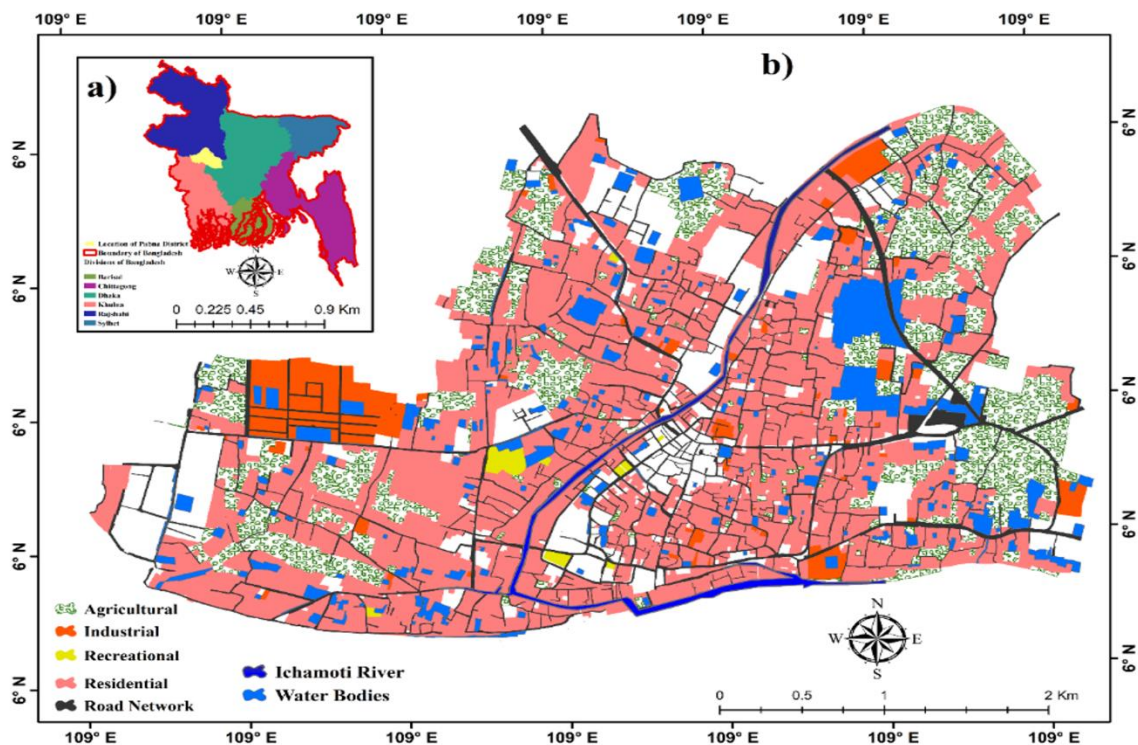 109° E 109° E 109° E 109° E 109° E 109° E 109° E
a)
b)
6° N 6° N
6° N 6° N
6° N 6° N
6° N 6° N
6° N 6° N
Location of Pabna District
Boundary of Bangladesh
Divisions of Bangladesh
Barisal
Chittagong
Dhaka
Khulna
Rajshahi
Sylhet
N
W E
S
0 0.225 0.45 0.9 Km
Agricultural
Industrial
Recreational
Residential
Road Network
Ichamoti River
Water Bodies
N
W E
S
0 0.5 1 2 Km
109° E 109° E 109° E 109° E 109° E 109° E 109° E